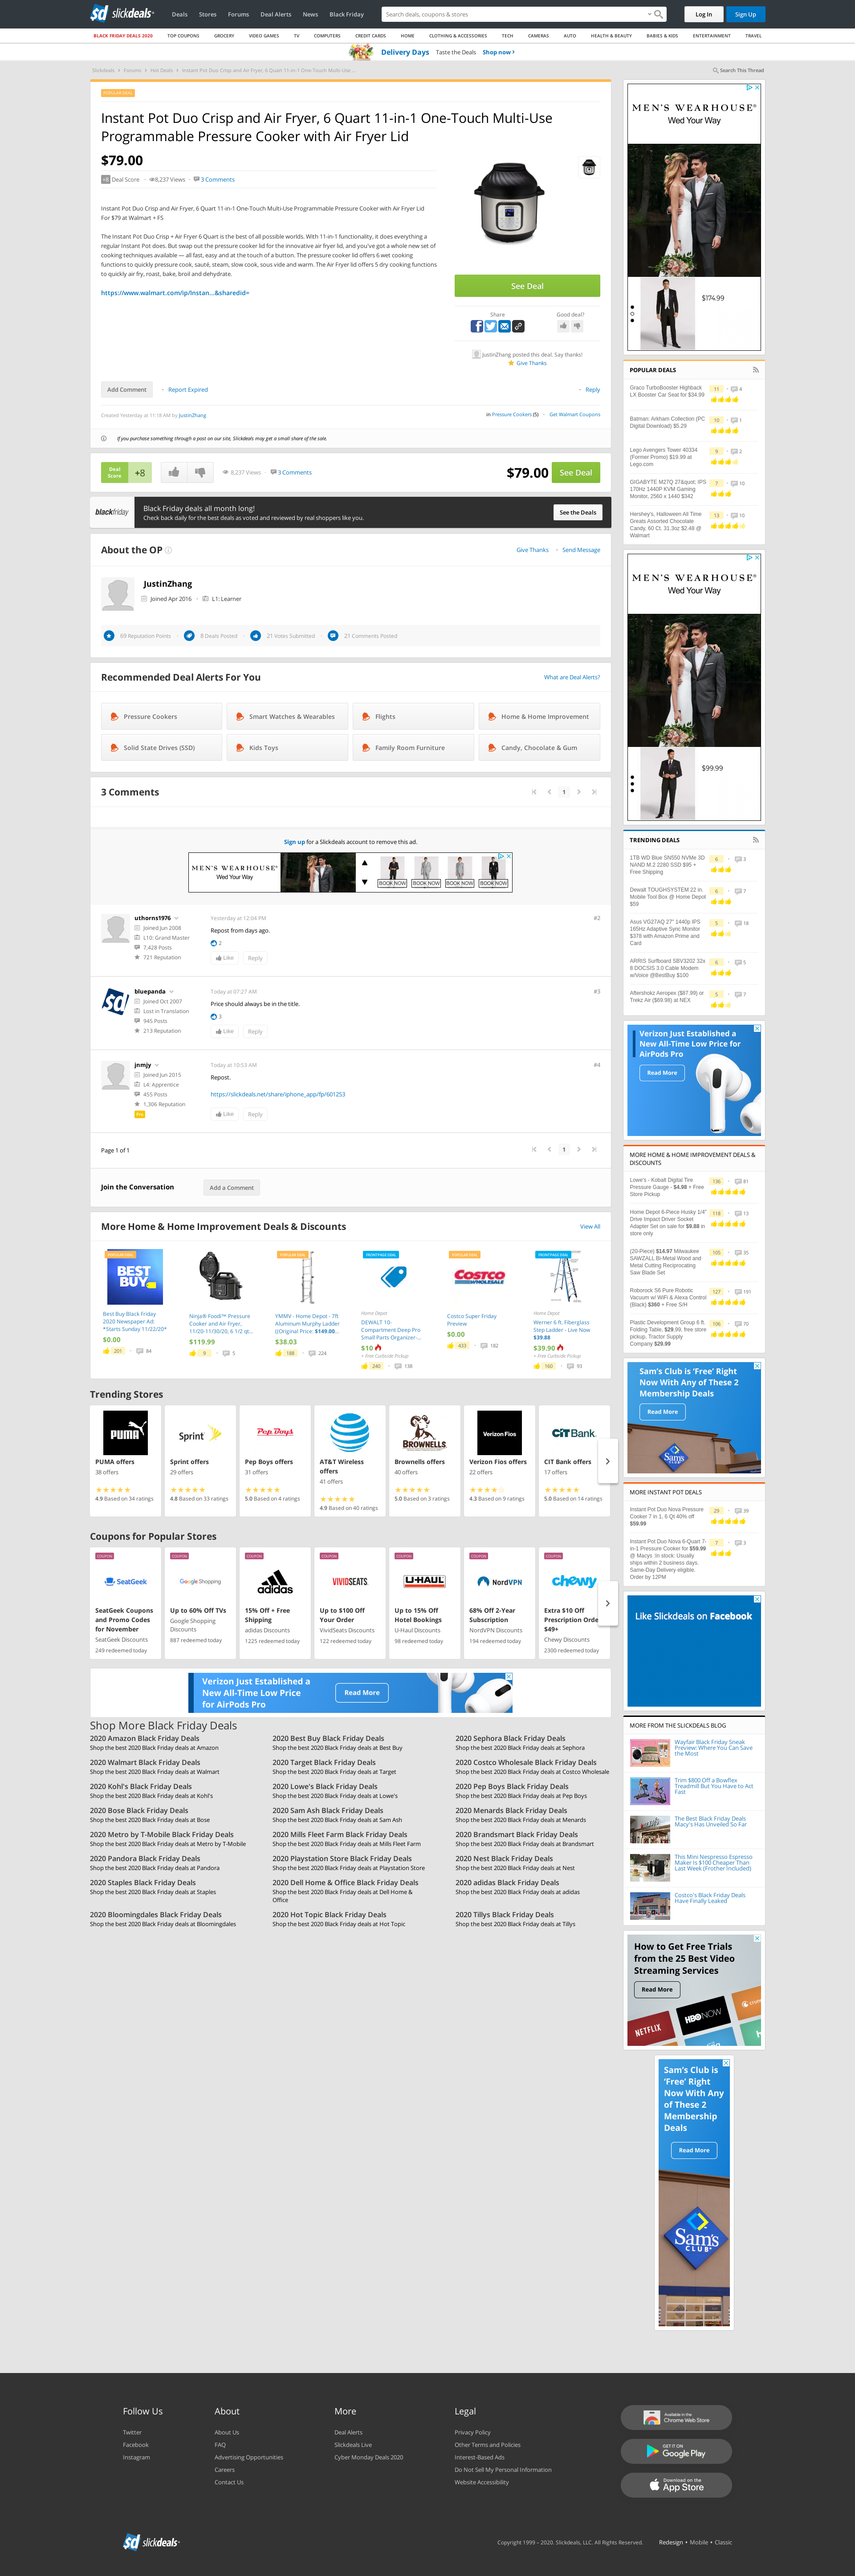 slickdeals
Deals Stores Forums Deal Alerts News Black Friday
Search deals, coupons & stores
Log In Sign Up
BLACK FRIDAY DEALS 2020 TOP COUPONS GROCERY VIDEO GAMES TV COMPUTERS CREDIT CARDS HOME CLOTHING & ACCESSORIES TECH CAMERAS AUTO HEALTH & BEAUTY BABIES & KIDS ENTERTAINMENT TRAVEL
Delivery Days Taste the Deals Shop now ›
Slickdeals › Forums › Hot Deals › Instant Pot Duo Crisp and Air Fryer, 6 Quart 11-in-1 One-Touch Multi-Use ...
Search This Thread
POPULAR DEAL
Instant Pot Duo Crisp and Air Fryer, 6 Quart 11-in-1 One-Touch Multi-Use
Programmable Pressure Cooker with Air Fryer Lid
$79.00
+8 Deal Score 8,237 Views 3 Comments
Instant Pot Duo Crisp and Air Fryer, 6 Quart 11-in-1 One-Touch Multi-Use Programmable Pressure Cooker with Air Fryer Lid
For $79 at Walmart + FS
The Instant Pot Duo Crisp + Air Fryer 6 Quart is the best of all possible worlds. With 11-in-1 functionality, it does everything a
regular Instant Pot does. But swap out the pressure cooker lid for the innovative air fryer lid, and you've got a whole new set of
cooking techniques available — all fast, easy and at the touch of a button. The pressure cooker lid offers 6 wet cooking
functions to quickly pressure cook, sauté, steam, slow cook, sous vide and warm. The Air Fryer lid offers 5 dry cooking functions
to quickly air fry, roast, bake, broil and dehydrate.
https://www.walmart.com/ip/Instan...&sharedid=
See Deal
Share Good deal?
JustinZhang posted this deal. Say thanks!
Give Thanks
Add Comment Report Expired Reply
Created Yesterday at 11:18 AM by JustinZhang
in Pressure Cookers (5) Get Walmart Coupons
If you purchase something through a post on our site, Slickdeals may get a small share of the sale.
Deal
Score +8
8,237 Views 3 Comments
$79.00 See Deal
blackfriday
Black Friday deals all month long!
Check back daily for the best deals as voted and reviewed by real shoppers like you.
See the Deals
About the OP
Give Thanks Send Message
JustinZhang
Joined Apr 2016 L1: Learner
69 Reputation Points 8 Deals Posted 21 Votes Submitted 21 Comments Posted
Recommended Deal Alerts For You
What are Deal Alerts?
Pressure Cookers Smart Watches & Wearables Flights Home & Home Improvement
Solid State Drives (SSD) Kids Toys Family Room Furniture Candy, Chocolate & Gum
3 Comments
1
Sign up for a Slickdeals account to remove this ad.
MEN'S WEARHOUSE®
Wed Your Way
BOOK NOW BOOK NOW BOOK NOW BOOK NOW
uthorns1976
Joined Jun 2008
L10: Grand Master
7,428 Posts
721 Reputation
Yesterday at 12:04 PM
#2
Repost from days ago.
2
Like Reply
bluepanda
Joined Oct 2007
Lost in Translation
945 Posts
213 Reputation
Today at 07:27 AM
#3
Price should always be in the title.
3
Like Reply
jnmjy
Joined Jun 2015
L4: Apprentice
455 Posts
1,306 Reputation
Today at 10:53 AM
#4
Repost.
https://slickdeals.net/share/iphone_app/fp/601253
Like Reply
Page 1 of 1
1
Join the Conversation Add a Comment
More Home & Home Improvement Deals & Discounts
View All
POPULAR DEAL
BEST BUY
Best Buy Black Friday
2020 Newspaper Ad:
*Starts Sunday 11/22/20*
$0.00
201 84
Ninja® Foodi™ Pressure
Cooker and Air Fryer,
11/20-11/30/20, 6 1/2 qt...
$119.99
9 5
POPULAR DEAL
YMMV - Home Depot - 7ft
Aluminum Murphy Ladder
((Original Price: $149.00...
$38.03
188 224
FRONTPAGE DEAL
Home Depot
DEWALT 10-
Compartment Deep Pro
Small Parts Organizer-...
$10
+ Free Curbside Pickup
240 138
POPULAR DEAL
COSTCO WHOLESALE
Costco Super Friday
Preview
$0.00
433 182
FRONTPAGE DEAL
Home Depot
Werner 6 ft. Fiberglass
Step Ladder - Live Now
$39.88
$39.90
+ Free Curbside Pickup
160 93
Trending Stores
PUMA
PUMA offers
38 offers
4.9 Based on 34 ratings
Sprint
Sprint offers
29 offers
4.8 Based on 33 ratings
Pep Boys
Pep Boys offers
31 offers
5.0 Based on 4 ratings
AT&T Wireless
offers
41 offers
4.9 Based on 40 ratings
BROWNELLS
Brownells offers
40 offers
5.0 Based on 3 ratings
Verizon Fios
Verizon Fios offers
22 offers
4.3 Based on 9 ratings
CIT Bank
CIT Bank offers
17 offers
5.0 Based on 14 ratings
Coupons for Popular Stores
COUPON
SeatGeek
SeatGeek Coupons
and Promo Codes
for November
SeatGeek Discounts
249 redeemed today
COUPON
Google Shopping
Up to 60% Off TVs
Google Shopping
Discounts
887 redeemed today
COUPON
adidas
15% Off + Free
Shipping
adidas Discounts
1225 redeemed today
COUPON
VIVIDSEATS
Up to $100 Off
Your Order
VividSeats Discounts
122 redeemed today
COUPON
U-HAUL
Up to 15% Off
Hotel Bookings
U-Haul Discounts
98 redeemed today
COUPON
NordVPN
68% Off 2-Year
Subscription
NordVPN Discounts
194 redeemed today
COUPON
chewy
Extra $10 Off
Prescription Orde
$49+
Chewy Discounts
2300 redeemed today
Verizon Just Established a
New All-Time Low Price
for AirPods Pro
Read More
Shop More Black Friday Deals
2020 Amazon Black Friday Deals
Shop the best 2020 Black Friday deals at Amazon
2020 Best Buy Black Friday Deals
Shop the best 2020 Black Friday deals at Best Buy
2020 Sephora Black Friday Deals
Shop the best 2020 Black Friday deals at Sephora
2020 Walmart Black Friday Deals
Shop the best 2020 Black Friday deals at Walmart
2020 Target Black Friday Deals
Shop the best 2020 Black Friday deals at Target
2020 Costco Wholesale Black Friday Deals
Shop the best 2020 Black Friday deals at Costco Wholesale
2020 Kohl's Black Friday Deals
Shop the best 2020 Black Friday deals at Kohl's
2020 Lowe's Black Friday Deals
Shop the best 2020 Black Friday deals at Lowe's
2020 Pep Boys Black Friday Deals
Shop the best 2020 Black Friday deals at Pep Boys
2020 Bose Black Friday Deals
Shop the best 2020 Black Friday deals at Bose
2020 Sam Ash Black Friday Deals
Shop the best 2020 Black Friday deals at Sam Ash
2020 Menards Black Friday Deals
Shop the best 2020 Black Friday deals at Menards
2020 Metro by T-Mobile Black Friday Deals
Shop the best 2020 Black Friday deals at Metro by T-Mobile
2020 Mills Fleet Farm Black Friday Deals
Shop the best 2020 Black Friday deals at Mills Fleet Farm
2020 Brandsmart Black Friday Deals
Shop the best 2020 Black Friday deals at Brandsmart
2020 Pandora Black Friday Deals
Shop the best 2020 Black Friday deals at Pandora
2020 Playstation Store Black Friday Deals
Shop the best 2020 Black Friday deals at Playstation Store
2020 Nest Black Friday Deals
Shop the best 2020 Black Friday deals at Nest
2020 Staples Black Friday Deals
Shop the best 2020 Black Friday deals at Staples
2020 Dell Home & Office Black Friday Deals
Shop the best 2020 Black Friday deals at Dell Home &
Office
2020 adidas Black Friday Deals
Shop the best 2020 Black Friday deals at adidas
2020 Bloomingdales Black Friday Deals
Shop the best 2020 Black Friday deals at Bloomingdales
2020 Hot Topic Black Friday Deals
Shop the best 2020 Black Friday deals at Hot Topic
2020 Tillys Black Friday Deals
Shop the best 2020 Black Friday deals at Tillys
MEN'S WEARHOUSE®
Wed Your Way
$174.99
POPULAR DEALS
Graco TurboBooster Highback
LX Booster Car Seat for $34.99
11 4
Batman: Arkham Collection (PC
Digital Download) $5.29
10 1
Lego Avengers Tower 40334
(Former Promo) $19.99 at
Lego.com
9 2
GIGABYTE M27Q 27&quot; IPS
170Hz 1440P KVM Gaming
Monitor, 2560 x 1440 $342
7 10
Hershey's, Halloween All Time
Greats Assorted Chocolate
Candy, 60 Ct. 31.3oz $2.48 @
Walmart
13 10
MEN'S WEARHOUSE®
Wed Your Way
$99.99
TRENDING DEALS
1TB WD Blue SN550 NVMe 3D
NAND M.2 2280 SSD $95 +
Free Shipping
6 3
Dewalt TOUGHSYSTEM 22 in.
Mobile Tool Box @ Home Depot
$59
6 7
Asus VG27AQ 27" 1440p IPS
165Hz Adaptive Sync Monitor
$378 with Amazon Prime and
Card
5 18
ARRIS Surfboard SBV3202 32x
8 DOCSIS 3.0 Cable Modem
w/Voice @BestBuy $100
6 5
Aftershokz Aeropex ($87.99) or
Trekz Air ($69.98) at NEX
5 7
Verizon Just Established a
New All-Time Low Price for
AirPods Pro
Read More
MORE HOME & HOME IMPROVEMENT DEALS &
DISCOUNTS
Lowe's - Kobalt Digital Tire
Pressure Gauge - $4.98 + Free
Store Pickup
136 81
Home Depot 6-Piece Husky 1/4"
Drive Impact Driver Socket
Adapter Set on sale for $9.88 in
store only
118 13
(20-Piece) $14.97 Milwaukee
SAWZALL Bi-Metal Wood and
Metal Cutting Reciprocating
Saw Blade Set
105 35
Roborock S6 Pure Robotic
Vacuum w/ WiFi & Alexa Control
(Black) $360 + Free S/H
127 191
Plastic Development Group 6 ft.
Folding Table, $29.99, free store
pickup, Tractor Supply
Company $29.99
106 70
Sam's Club is 'Free' Right
Now With Any of These 2
Membership Deals
Read More
Sam's
CLUB
MORE INSTANT POT DEALS
Instant Pot Duo Nova Pressure
Cooker 7 in 1, 6 Qt 40% off
$59.99
29 39
Instant Pot Duo Nova 6-Quart 7-
in-1 Pressure Cooker for $59.99
@ Macys :In stock: Usually
ships within 2 business days.
Same-Day Delivery eligible.
Order by 12PM
7 3
Like Slickdeals on Facebook
MORE FROM THE SLICKDEALS BLOG
Wayfair Black Friday Sneak
Preview: Where You Can Save
the Most
Trim $800 Off a Bowflex
Treadmill But You Have to Act
Fast
The Best Black Friday Deals
Macy's Has Unveiled So Far
This Mini Nespresso Espresso
Maker Is $100 Cheaper Than
Last Week (Frother Included)
Costco's Black Friday Deals
Have Finally Leaked
How to Get Free Trials
from the 25 Best Video
Streaming Services
Read More
NETFLIX HBO NOW
Sam's Club is
'Free' Right
Now With Any
of These 2
Membership
Deals
Read More
Sam's
CLUB
Follow Us
Twitter
Facebook
Instagram
About
About Us
FAQ
Advertising Opportunities
Careers
Contact Us
More
Deal Alerts
Slickdeals Live
Cyber Monday Deals 2020
Legal
Privacy Policy
Other Terms and Policies
Interest-Based Ads
Do Not Sell My Personal Information
Website Accessibility
Available in the
Chrome Web Store
GET IT ON
Google Play
Download on the
App Store
slickdeals
Copyright 1999 - 2020. Slickdeals, LLC. All Rights Reserved. Redesign • Mobile • Classic